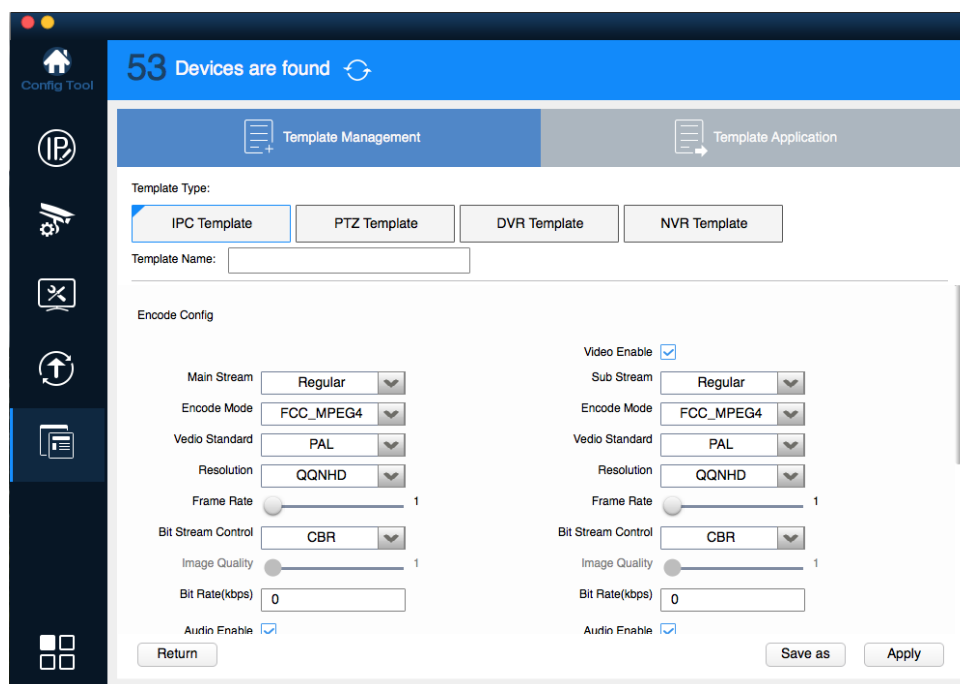 53 Devices are found
Config Tool
IP
Template Management
Template Application
Template Type:
IPC Template
PTZ Template
DVR Template
NVR Template
Template Name:
Encode Config
Video Enable
Main Stream Regular
Sub Stream Regular
Encode Mode FCC_MPEG4
Encode Mode FCC_MPEG4
Vedio Standard PAL
Vedio Standard PAL
Resolution QQNHD
Resolution QQNHD
Frame Rate 1
Frame Rate 1
Bit Stream Control CBR
Bit Stream Control CBR
Image Quality 1
Image Quality 1
Bit Rate(kbps) 0
Bit Rate(kbps) 0
Audio Enable
Audio Enable
Return
Save as
Apply